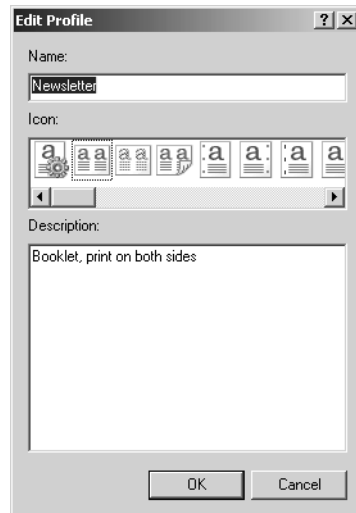 Edit Profile
Name:
Newsletter
Icon:
a a a a a a a a a a a
Description:
Booklet, print on both sides
OK Cancel